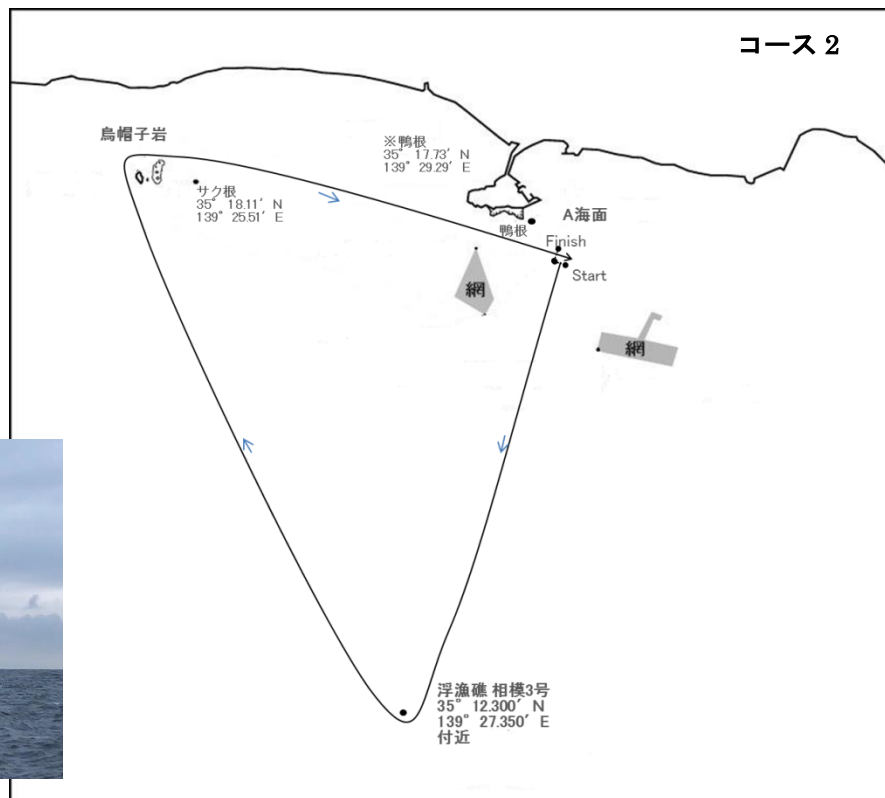 コース 2
烏帽子岩
※鴨根
35° 17.73′ N
139° 29.29′ E
サク根
35° 18.11′ N
139° 25.51′ E
A海面
鴨根
Finish
Start
網
網
浮漁礁 相模3号
35° 12.300′ N
139° 27.350′ E
付近